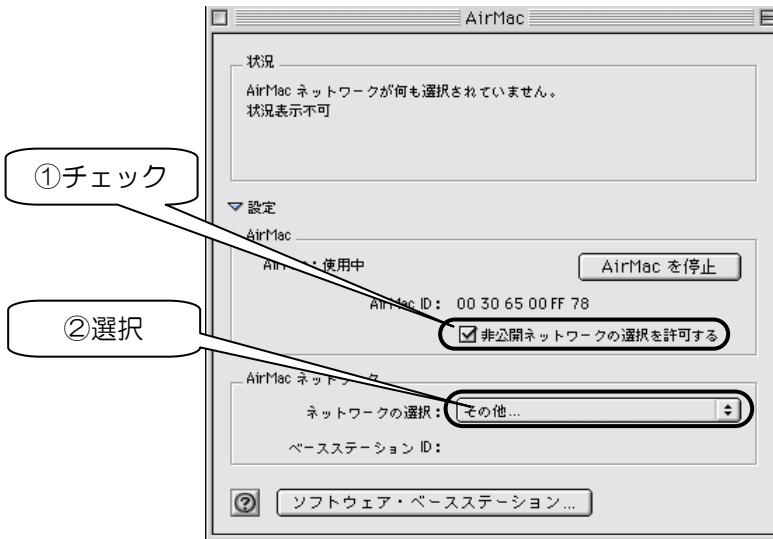 AirMac
状況
AirMac ネットワークが何も選択されていません。
状況表示不可
①チェック
設定
AirMac
AirMac：使用中
AirMac を停止
AirMac ID： 00 30 65 00 FF 78
②選択
非公開ネットワークの選択を許可する
AirMac ネットワーク
ネットワークの選択： その他...
ベースステーション ID：
ソフトウェア・ベースステーション...